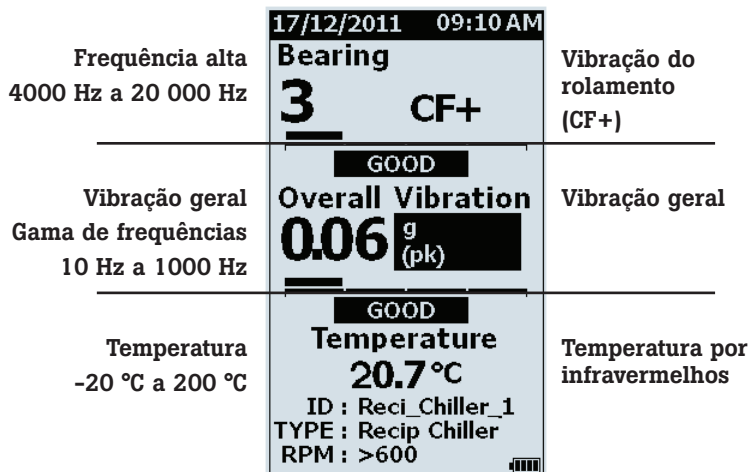 17/12/2011 09:10 AM
Frequência alta
4000 Hz a 20 000 Hz
Bearing
3 CF+
Vibração do
rolamento
(CF+)
GOOD
Vibração geral
Gama de frequências
10 Hz a 1000 Hz
Overall Vibration
0.06 g
(pk)
Vibração geral
GOOD
Temperatura
-20 °C a 200 °C
Temperature
20.7 °C
Temperatura por
infravermelhos
ID : Reci_Chiller_1
TYPE : Recip Chiller
RPM : >600